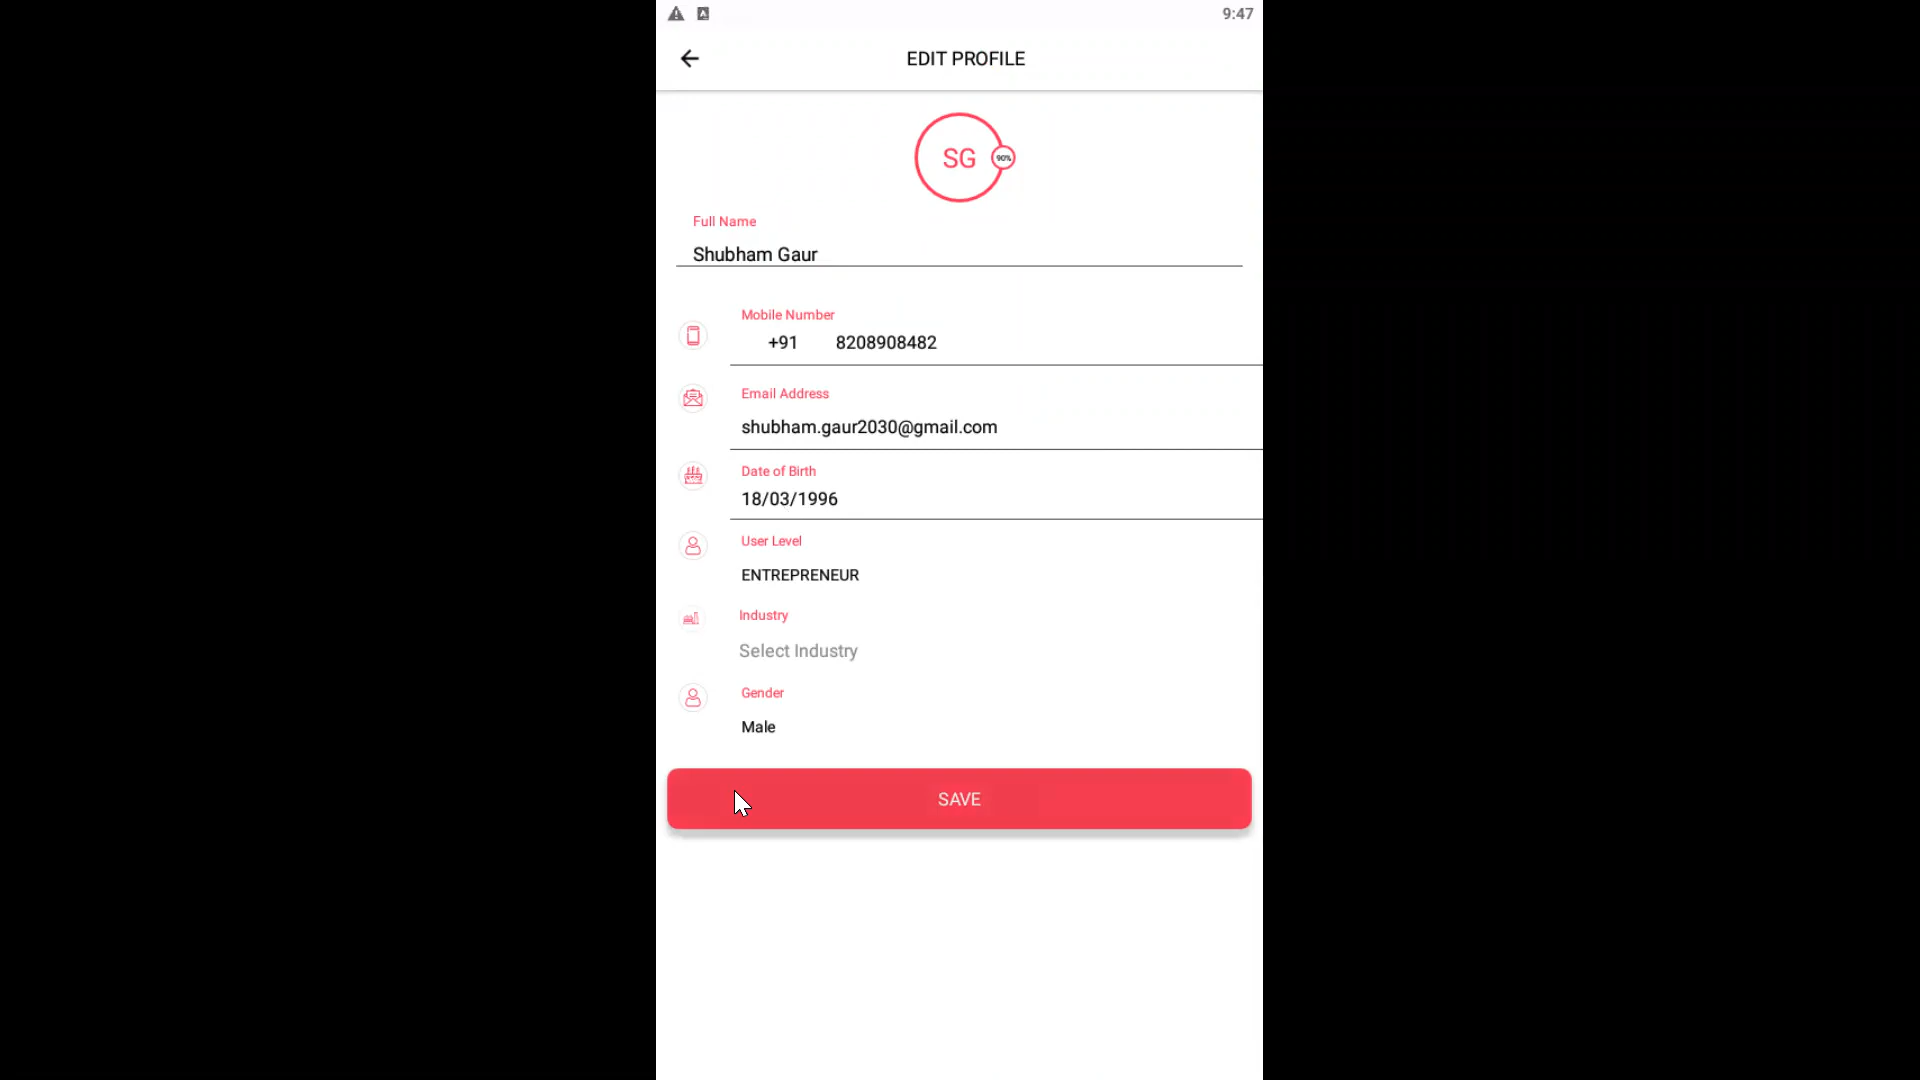 9:47
EDIT PROFILE
SG
90%
Full Name
Shubham Gaur
Mobile Number
+91 8208908482
Email Address
shubham.gaur2030@gmail.com
Date of Birth
18/03/1996
User Level
ENTREPRENEUR
Industry
Select Industry
Gender
Male
SAVE